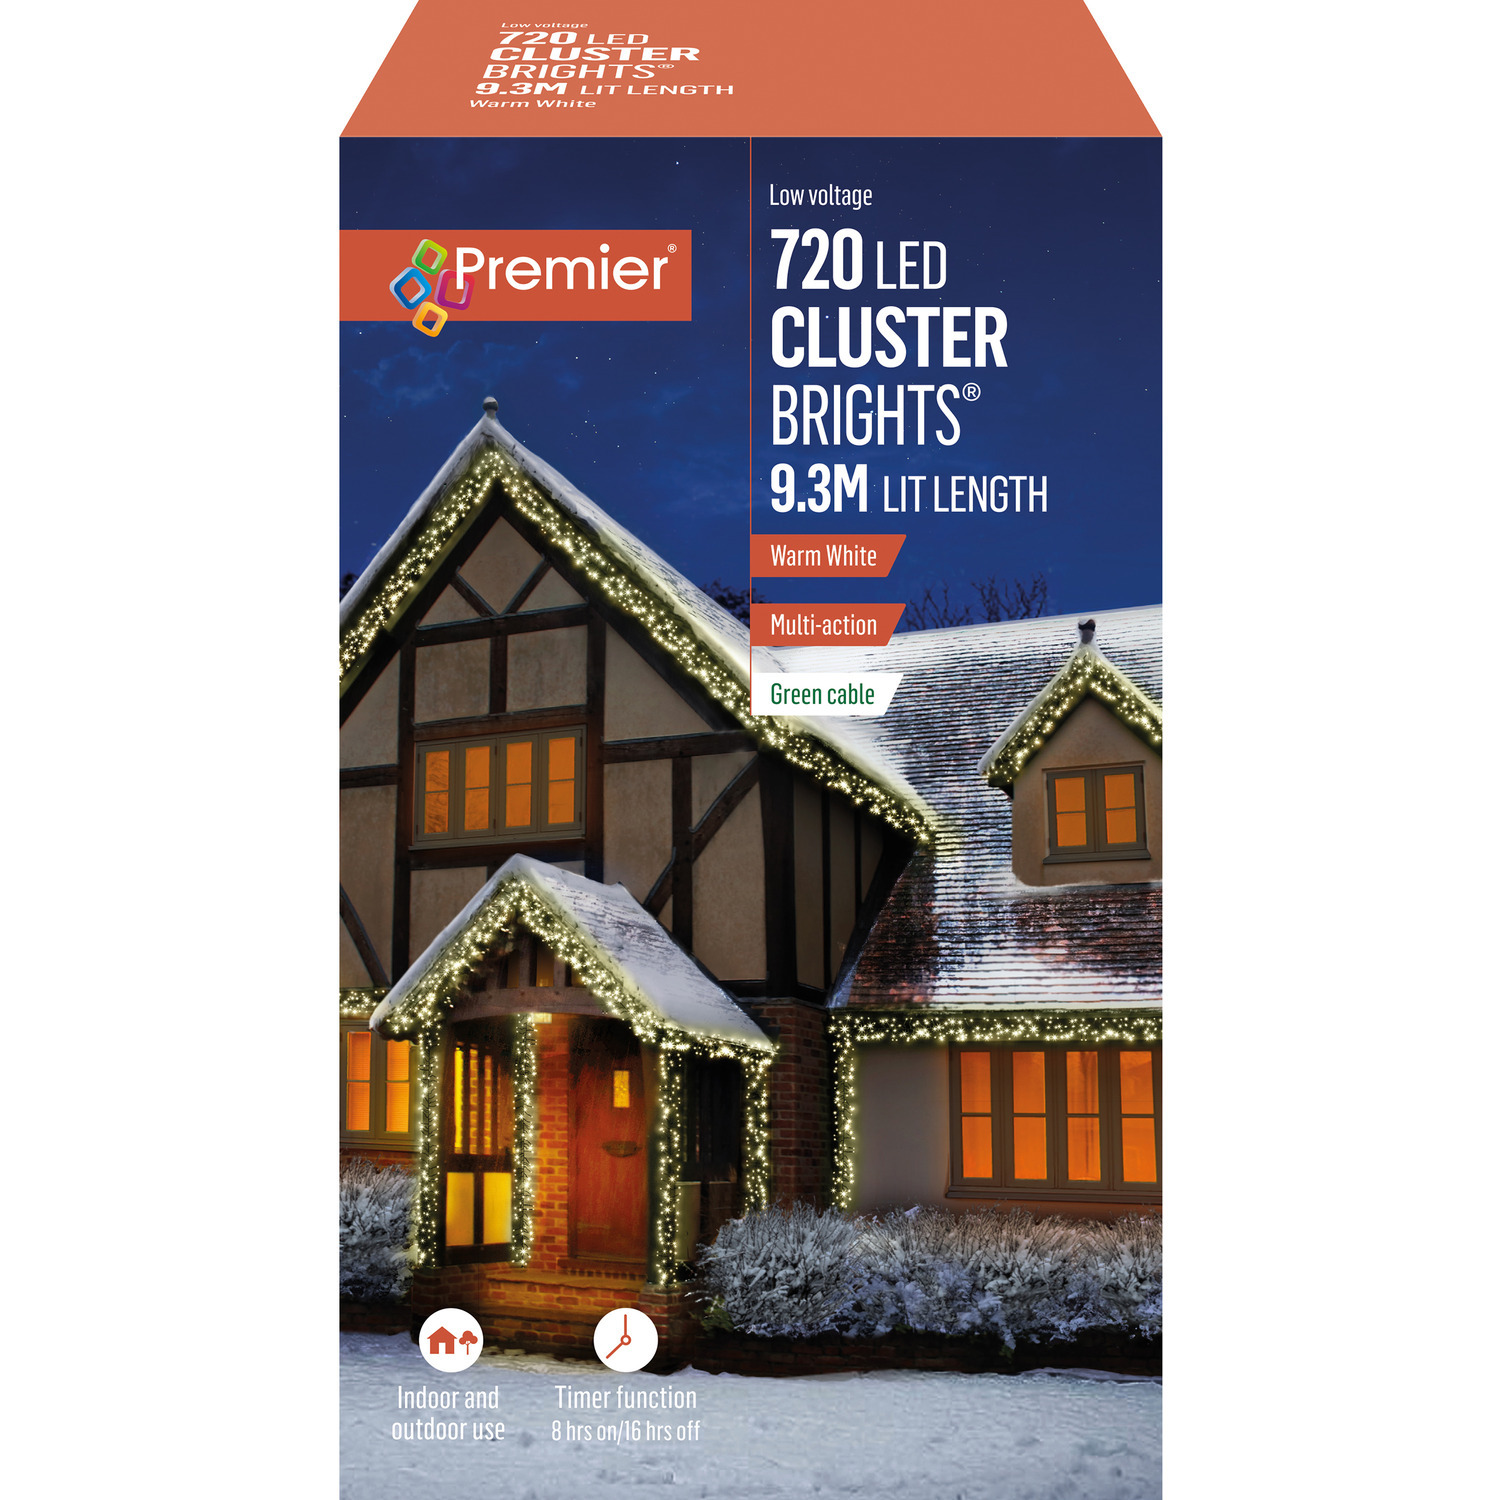 Low voltage
720 LED
CLUSTER
BRIGHTS®
9.3M LIT LENGTH
Warm White
Premier®
Low voltage
720 LED
CLUSTER
BRIGHTS®
9.3M LIT LENGTH
Warm White
Multi-action
Green cable
Indoor and
outdoor use
Timer function
8 hrs on/16 hrs off